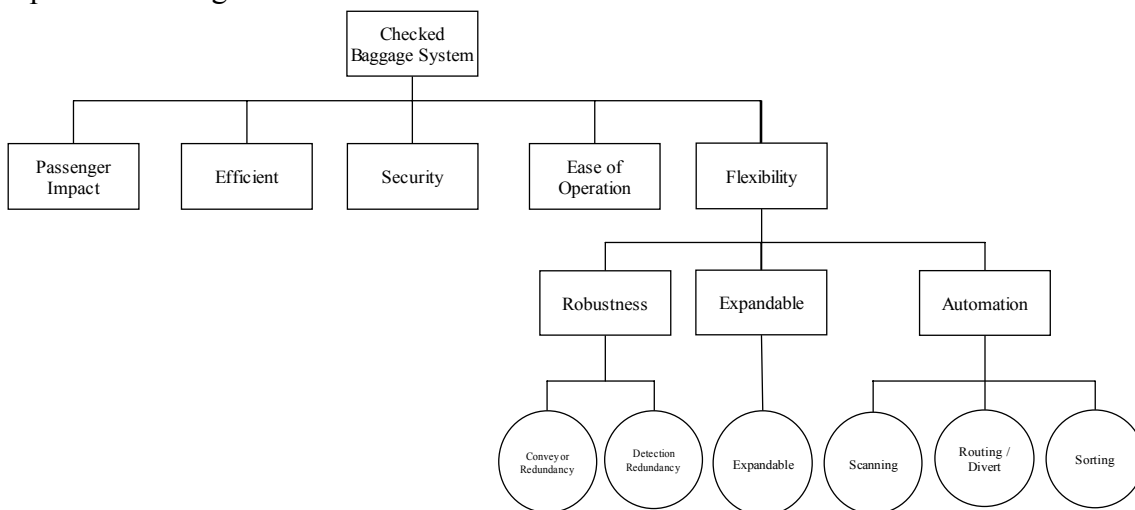 Checked
Baggage System
Passenger
Impact
Efficient
Security
Ease of
Operation
Flexibility
Robustness
Expandable
Automation
Conveyor
Redundancy
Detection
Redundancy
Expandable
Scanning
Routing /
Divert
Sorting